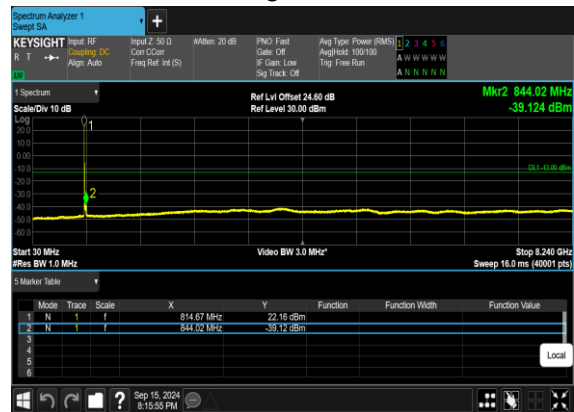 Spectrum Analyzer 1
Swept SA
+
KEYSIGHT Input: RF Input Z: 50 Ω #Atten: 20 dB PNO: Fast Avg Type: Power (RMS) 1 2 3 4 5 6
R T Coupling: DC Corr CCorr Gate: Off Avg|Hold: 100/100 A W W W W W
Align: Auto Freq Ref: Int (S) IF Gain: Low Trig: Free Run
LW Sig Track: Off A N N N N N
1 Spectrum Ref Lvl Offset 24.60 dB Mkr2 844.02 MHz
Scale/Div 10 dB Ref Level 30.00 dBm -39.124 dBm
Log
1
20.0
10.0
0.00
-10.0 DL1 -13.00 dBm
-20.0
-30.0
2
-40.0
-50.0
-60.0
Start 30 MHz Video BW 3.0 MHz* Stop 8.240 GHz
#Res BW 1.0 MHz Sweep 16.0 ms (40001 pts)
5 Marker Table
Mode Trace Scale X Y Function Function Width Function Value
1 N 1 f 814.67 MHz 22.16 dBm
2 N 1 f 844.02 MHz -39.12 dBm
3
4
5
6
Local
? Sep 15, 2024
8:15:55 PM